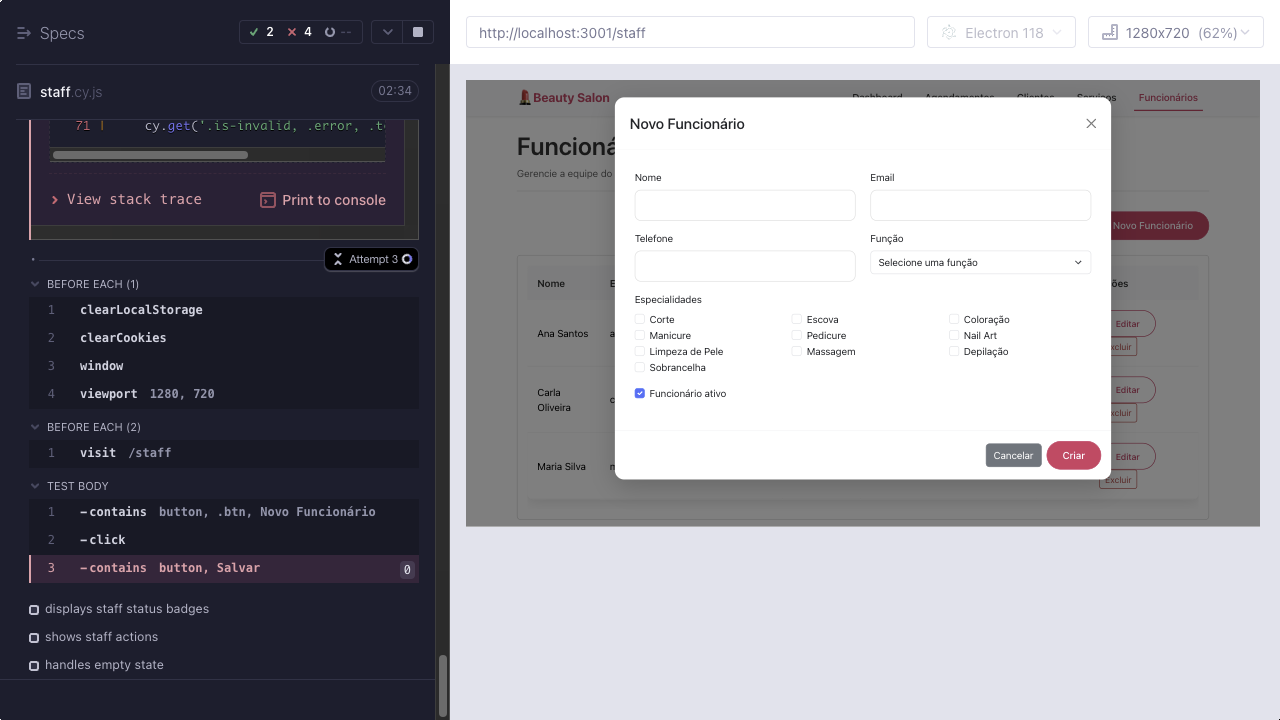 Specs
2
4
--
staff.cy.js
02:34
71 | cy.get('.is-invalid, .error, .t
View stack trace
Print to console
Attempt 3
BEFORE EACH (1)
1 clearLocalStorage
2 clearCookies
3 window
4 viewport 1280, 720
BEFORE EACH (2)
1 visit /staff
TEST BODY
1 -contains button, .btn, Novo Funcionário
2 -click
3 -contains button, Salvar 0
displays staff status badges
shows staff actions
handles empty state
http://localhost:3001/staff
Electron 118
1280x720 (62%)
Beauty Salon
Dashboard
Agendamentos
Clientes
Serviços
Funcionários
Funcioná
Gerencie a equipe do
Novo Funcionário
Nome
E
ões
Ana Santos
a
Editar
xcluir
Carla
Oliveira
c
Editar
xcluir
Maria Silva
m
Editar
Excluir
Novo Funcionário
Nome
Email
Telefone
Função
Selecione uma função
Especialidades
Corte
Escova
Coloração
Manicure
Pedicure
Nail Art
Limpeza de Pele
Massagem
Depilação
Sobrancelha
Funcionário ativo
Cancelar
Criar